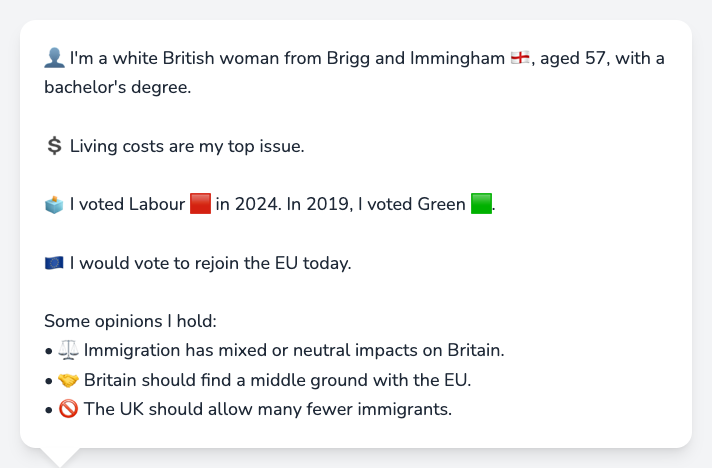 👤 I'm a white British woman from Brigg and Immingham 🏴󠁧󠁢󠁥󠁮󠁧󠁿, aged 57, with a
bachelor's degree.
💲 Living costs are my top issue.
🗳️ I voted Labour 🟥 in 2024. In 2019, I voted Green 🟩.
🇪🇺 I would vote to rejoin the EU today.
Some opinions I hold:
• ⚖️ Immigration has mixed or neutral impacts on Britain.
• 🤝 Britain should find a middle ground with the EU.
• 🚫 The UK should allow many fewer immigrants.